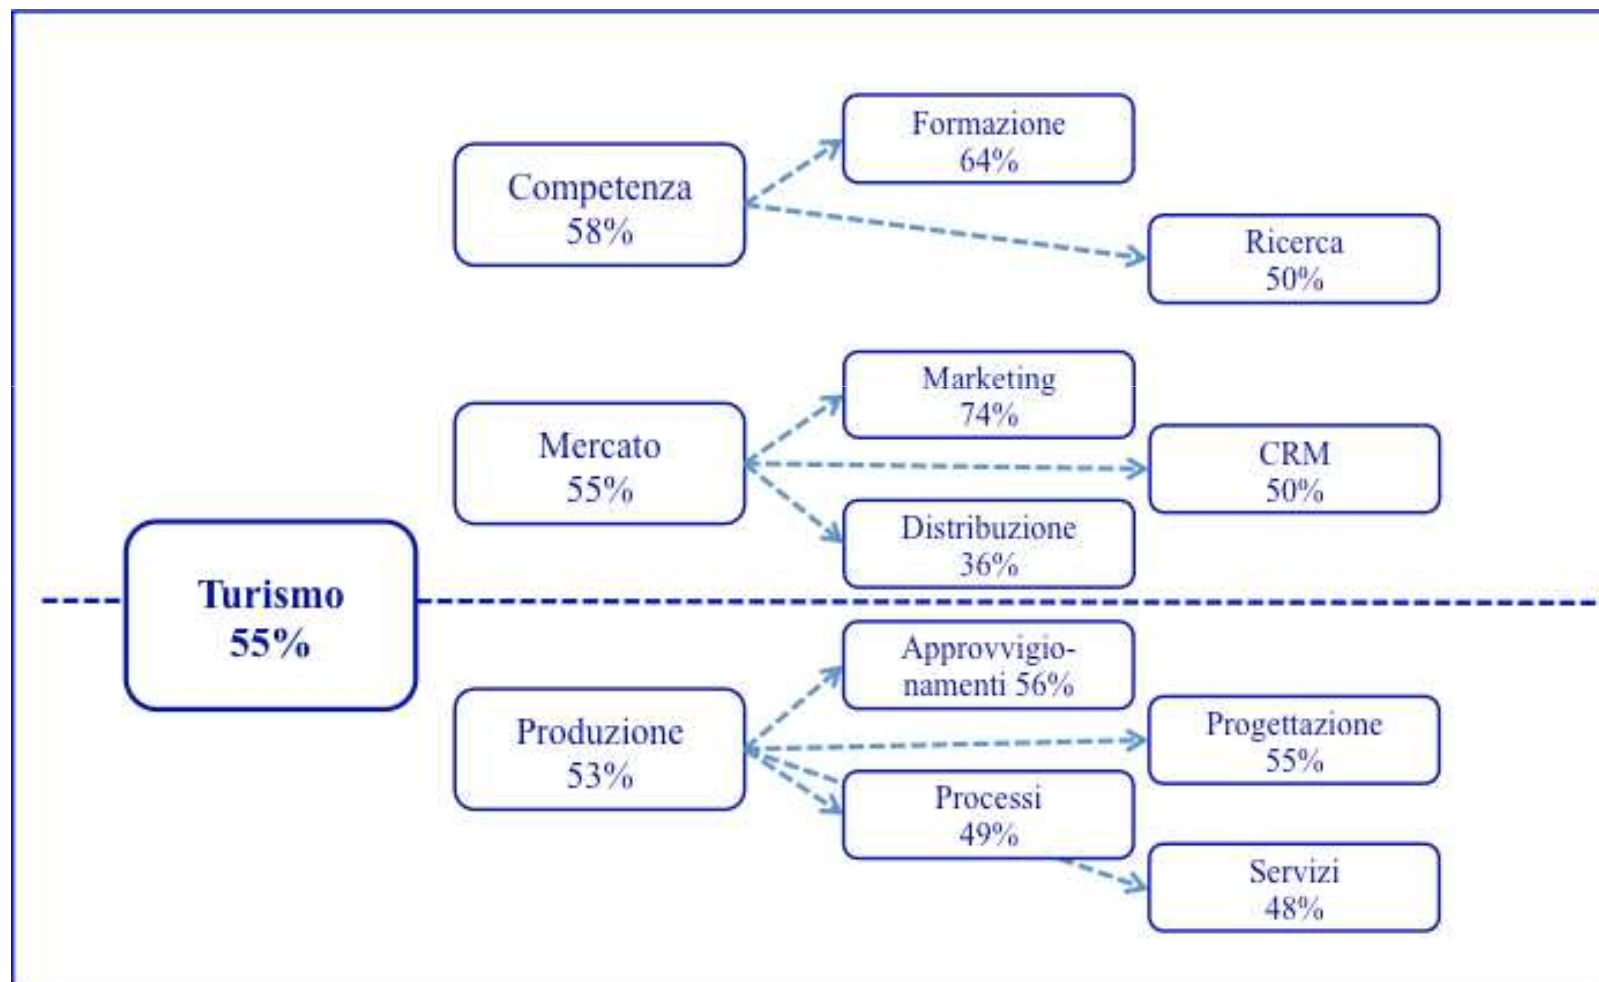 Formazione
64%
Competenza
58%
Ricerca
50%
Marketing
74%
Mercato
55%
CRM
50%
Distribuzione
36%
Turismo
55%
Approvvigio-
namenti 56%
Produzione
53%
Progettazione
55%
Processi
49%
Servizi
48%